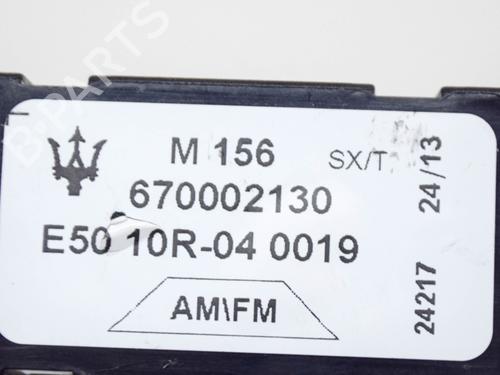 M 156
SX/T
670002130
E50 10R-04 0019
AM\FM
24217 24/13
B-PARTS